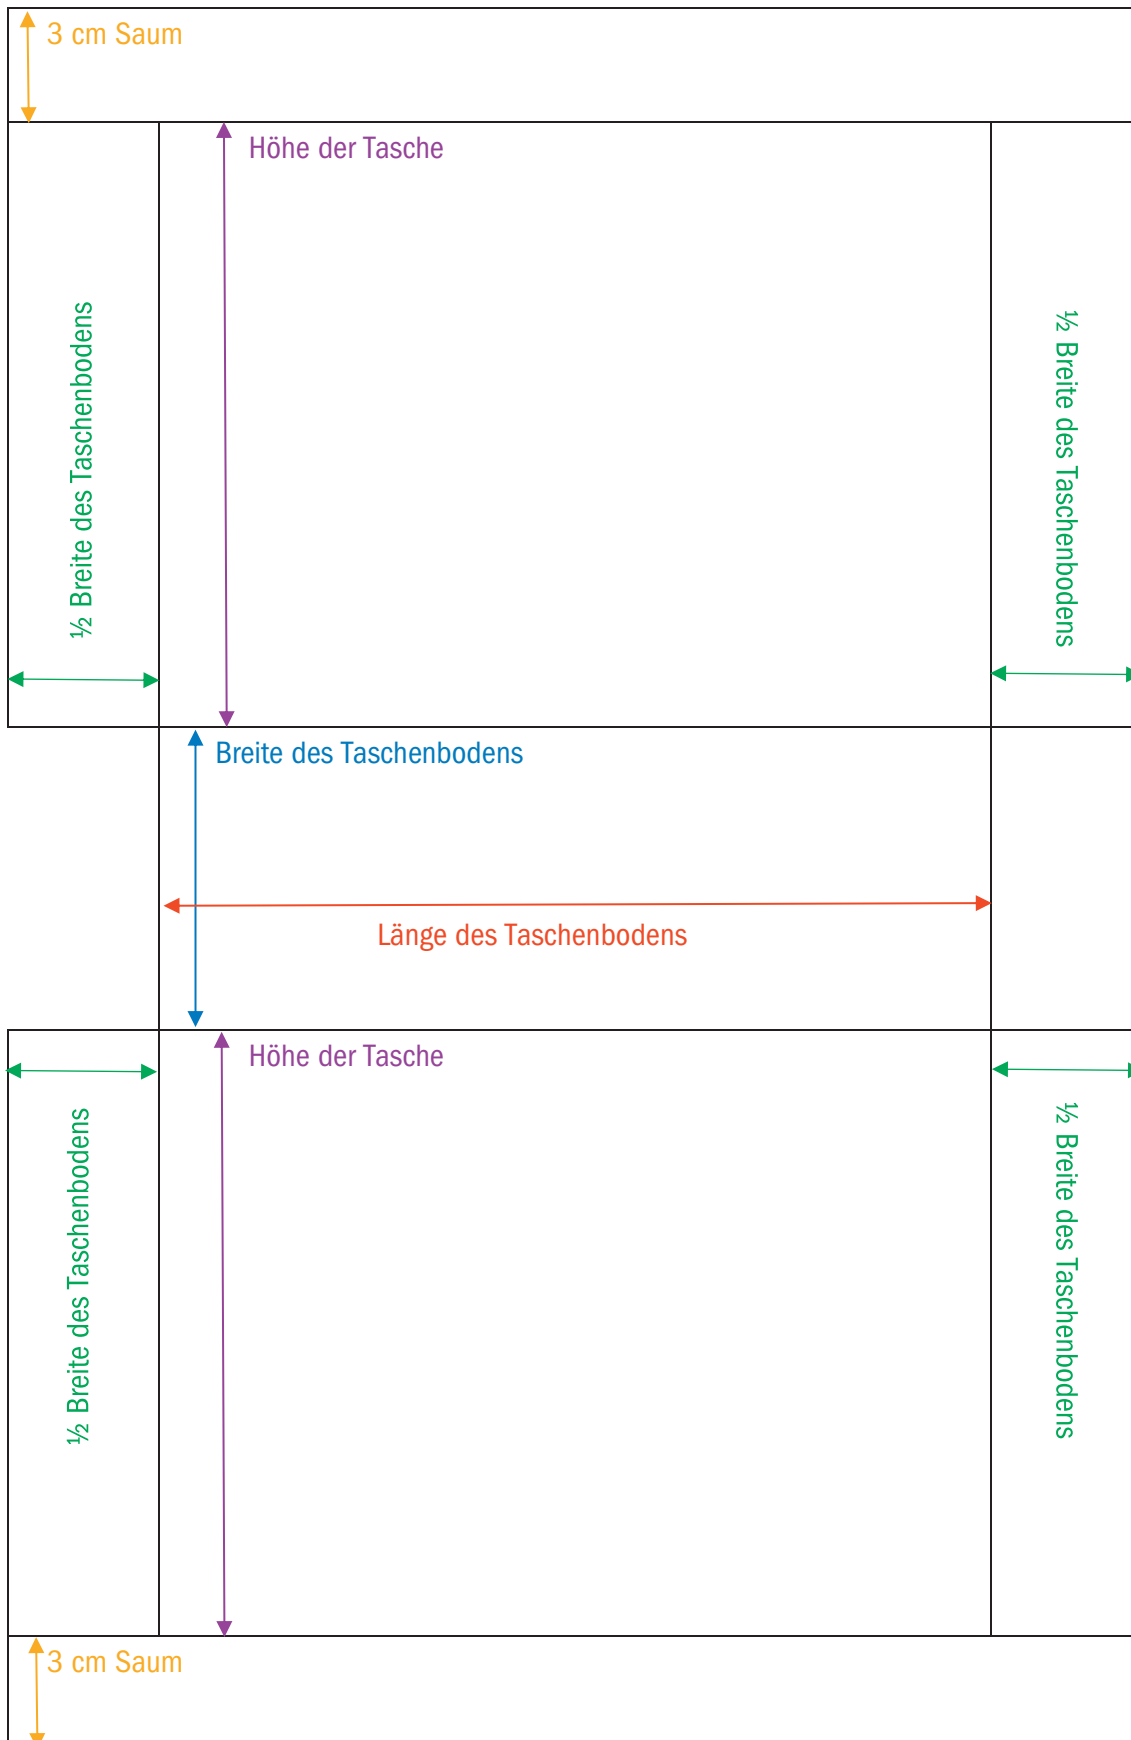 3 cm Saum
Höhe der Tasche
½ Breite des Taschenbodens
½ Breite des Taschenbodens
Breite des Taschenbodens
Länge des Taschenbodens
Höhe der Tasche
½ Breite des Taschenbodens
½ Breite des Taschenbodens
3 cm Saum